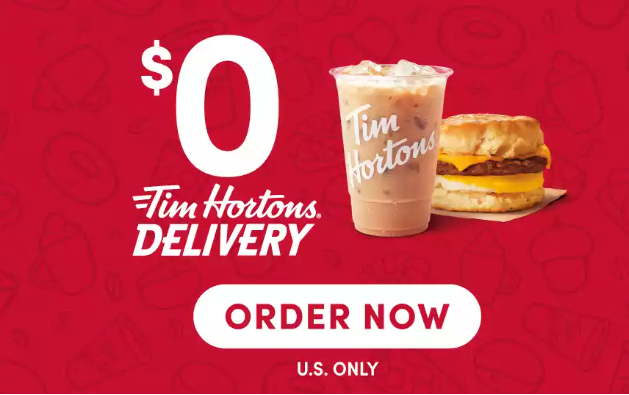 $0
Tim Hortons®
DELIVERY
Tim
Hortons
ORDER NOW
U.S. ONLY